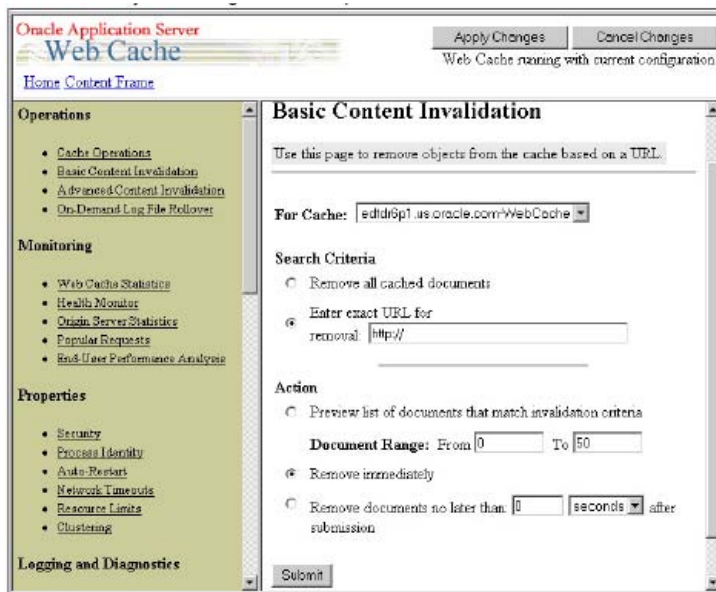 Oracle Application Server
Web Cache
Home Content Frame
Apply Changes Cancel Changes
Web Cache running with current configuration
Operations
Cache Operations
Basic Content Invalidation
Advanced Content Invalidation
On-Demand Log File Rollover
Monitoring
Web Cache Statistics
Health Monitor
Origin Server Statistics
Popular Requests
End-User Performance Analysis
Properties
Security
Process Identity
Auto-Restart
Network Timeouts
Resource Limits
Clustering
Logging and Diagnostics
Basic Content Invalidation
Use this page to remove objects from the cache based on a URL.
For Cache: edtdr6p1.us.oracle.com-WebCache
Search Criteria
Remove all cached documents
Enter exact URL for
removal: http://
Action
Preview list of documents that match invalidation criteria
Document Range: From 0 To 50
Remove immediately
Remove documents no later than: 0 seconds after
submission
Submit